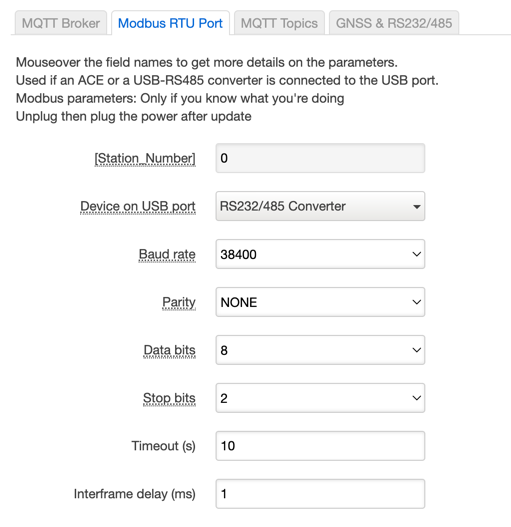 MQTT Broker Modbus RTU Port MQTT Topics GNSS & RS232/485
Mouseover the field names to get more details on the parameters.
Used if an ACE or a USB-RS485 converter is connected to the USB port.
Modbus parameters: Only if you know what you're doing
Unplug then plug the power after update
[Station_Number] 0
Device on USB port RS232/485 Converter
Baud rate 38400
Parity NONE
Data bits 8
Stop bits 2
Timeout (s) 10
Interframe delay (ms) 1